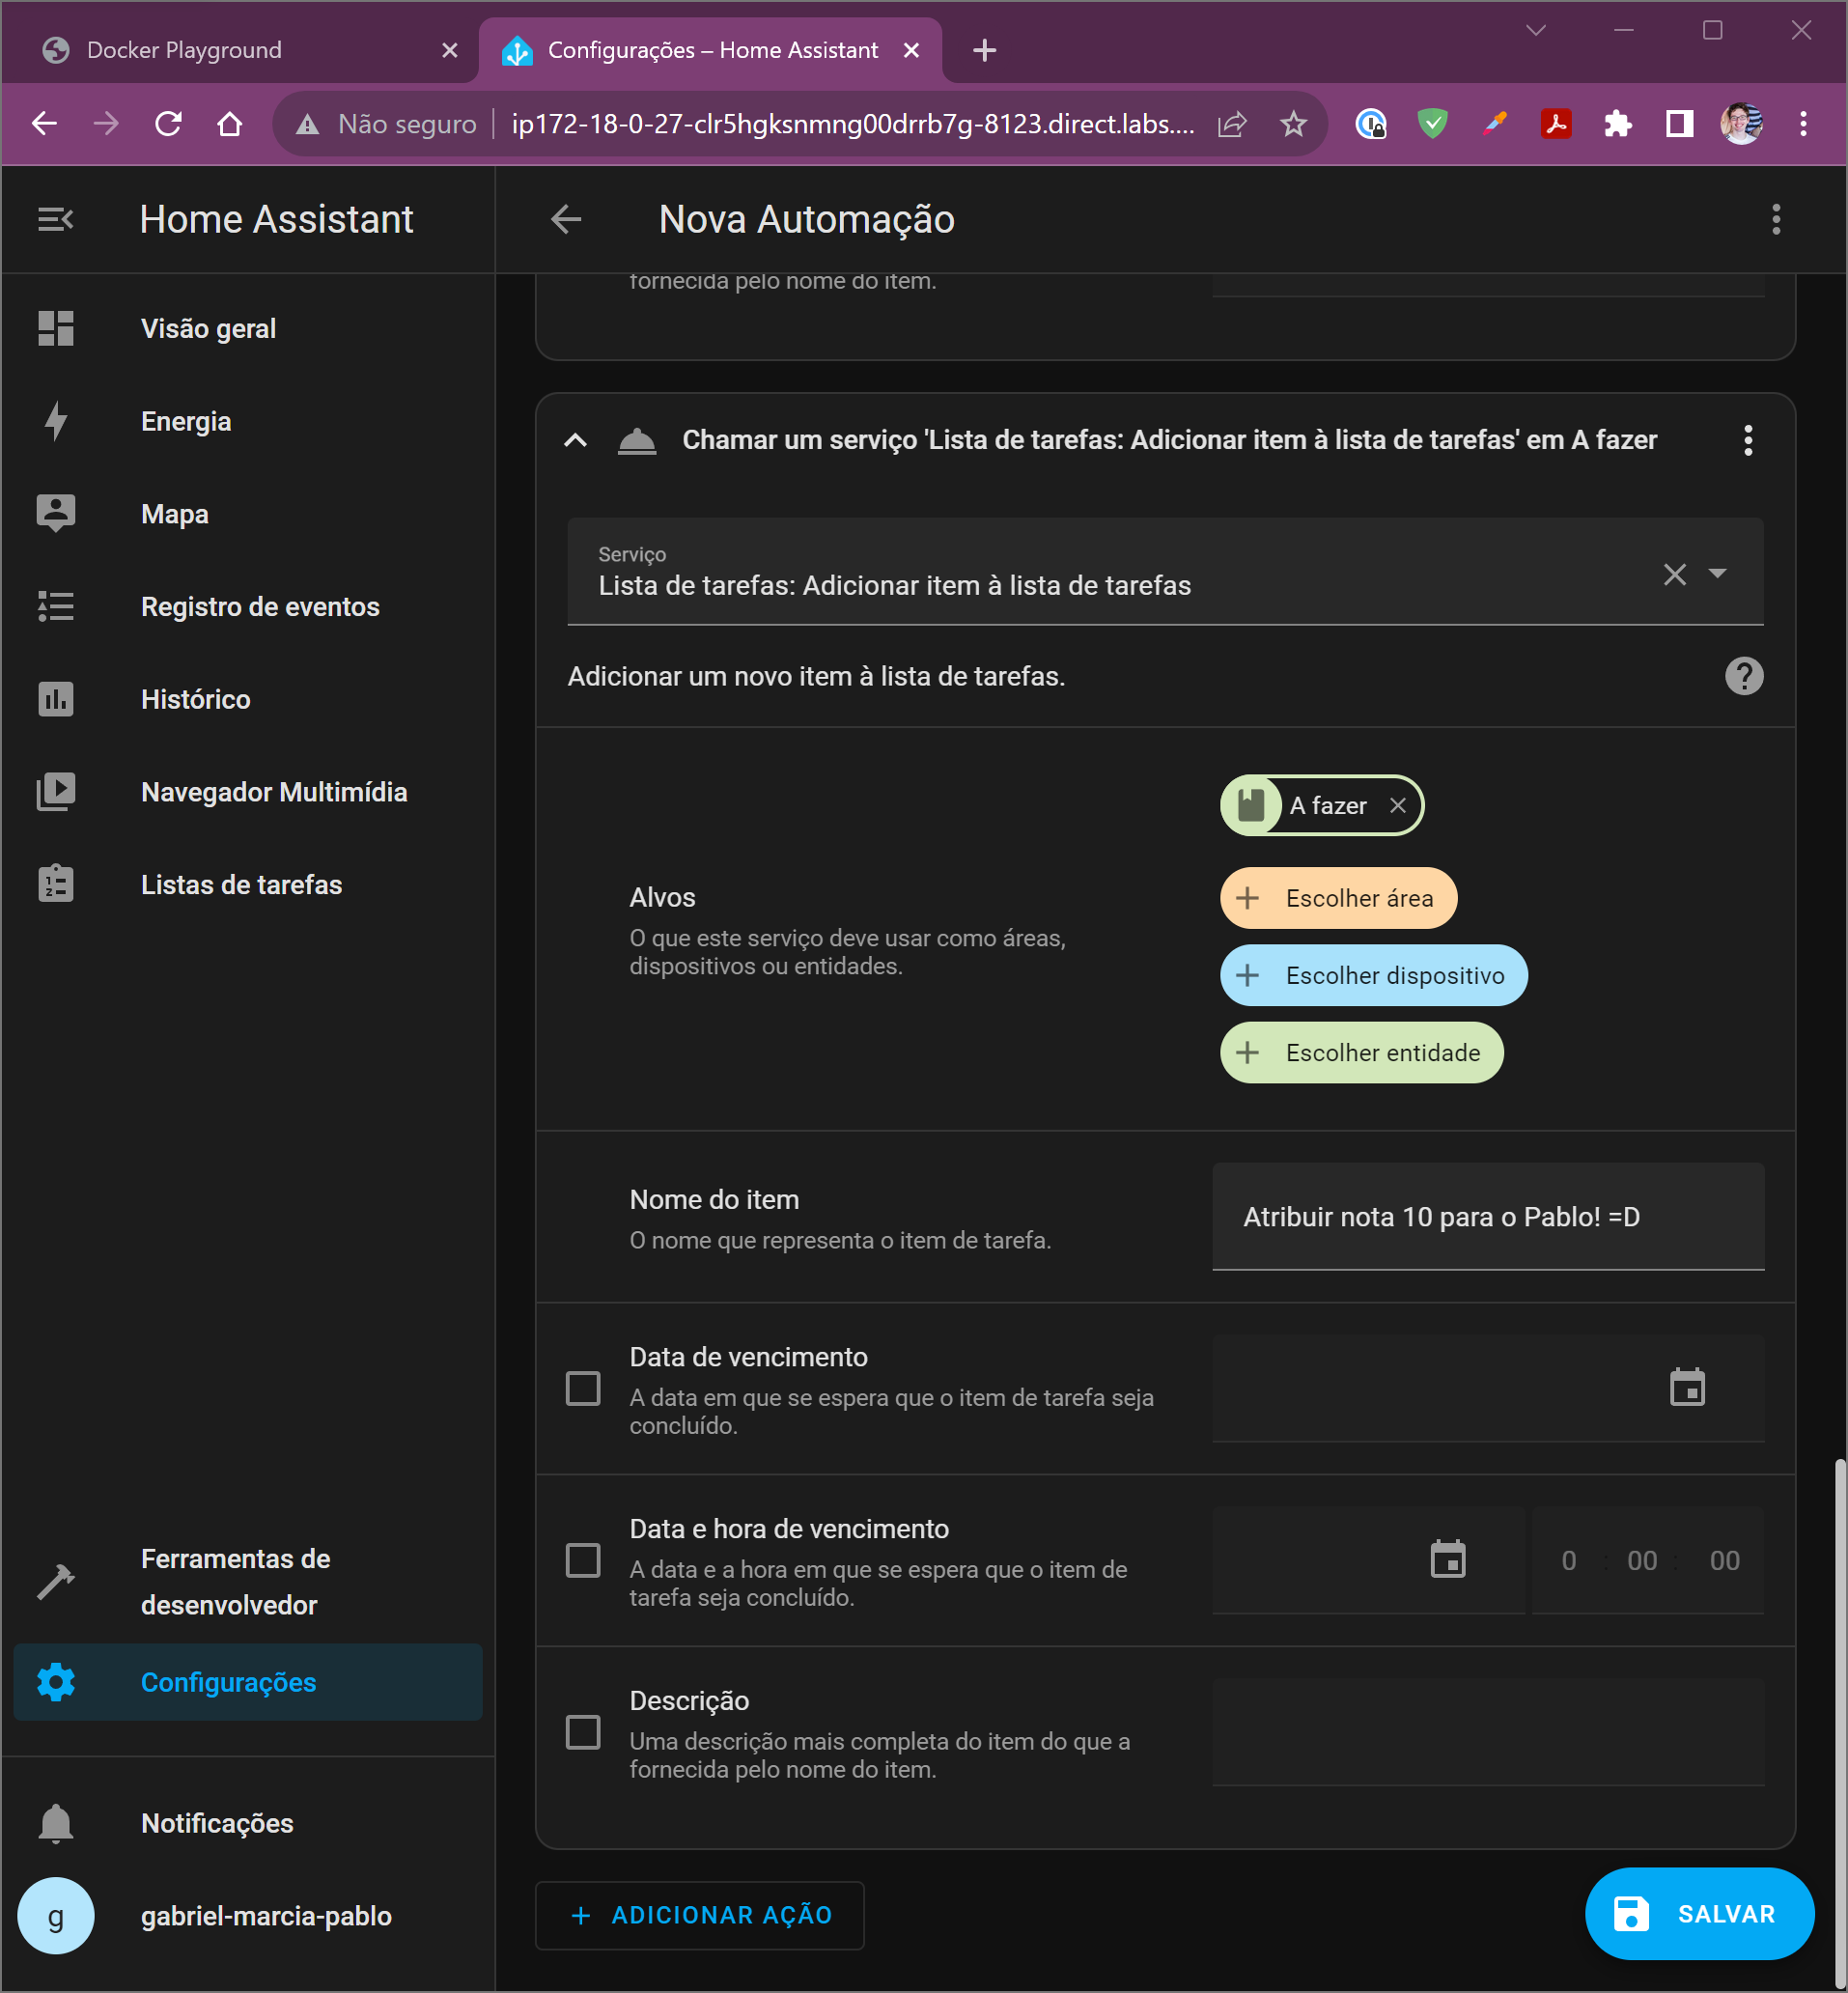 Docker Playground
Configurações – Home Assistant
Não seguro
ip172-18-0-27-clr5hgksnmng00drrb7g-8123.direct.labs....
Home Assistant
Nova Automação
Visão geral
Energia
Mapa
Registro de eventos
Histórico
Navegador Multimídia
Listas de tarefas
Ferramentas de
desenvolvedor
Configurações
Notificações
g
gabriel-marcia-pablo
fornecida pelo nome do item.
Chamar um serviço 'Lista de tarefas: Adicionar item à lista de tarefas' em A fazer
Serviço
Lista de tarefas: Adicionar item à lista de tarefas
Adicionar um novo item à lista de tarefas.
A fazer
Alvos
O que este serviço deve usar como áreas,
dispositivos ou entidades.
Escolher área
Escolher dispositivo
Escolher entidade
Nome do item
O nome que representa o item de tarefa.
Atribuir nota 10 para o Pablo! =D
Data de vencimento
A data em que se espera que o item de tarefa seja
concluído.
Data e hora de vencimento
A data e a hora em que se espera que o item de
tarefa seja concluído.
0 : 00 : 00
Descrição
Uma descrição mais completa do item do que a
fornecida pelo nome do item.
ADICIONAR AÇÃO
SALVAR